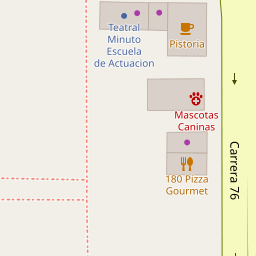 Teatral
Minuto
Escuela
de Actuacion
Pistoria
Mascotas
Caninas
180 Pizza
Gourmet
Carrera 76